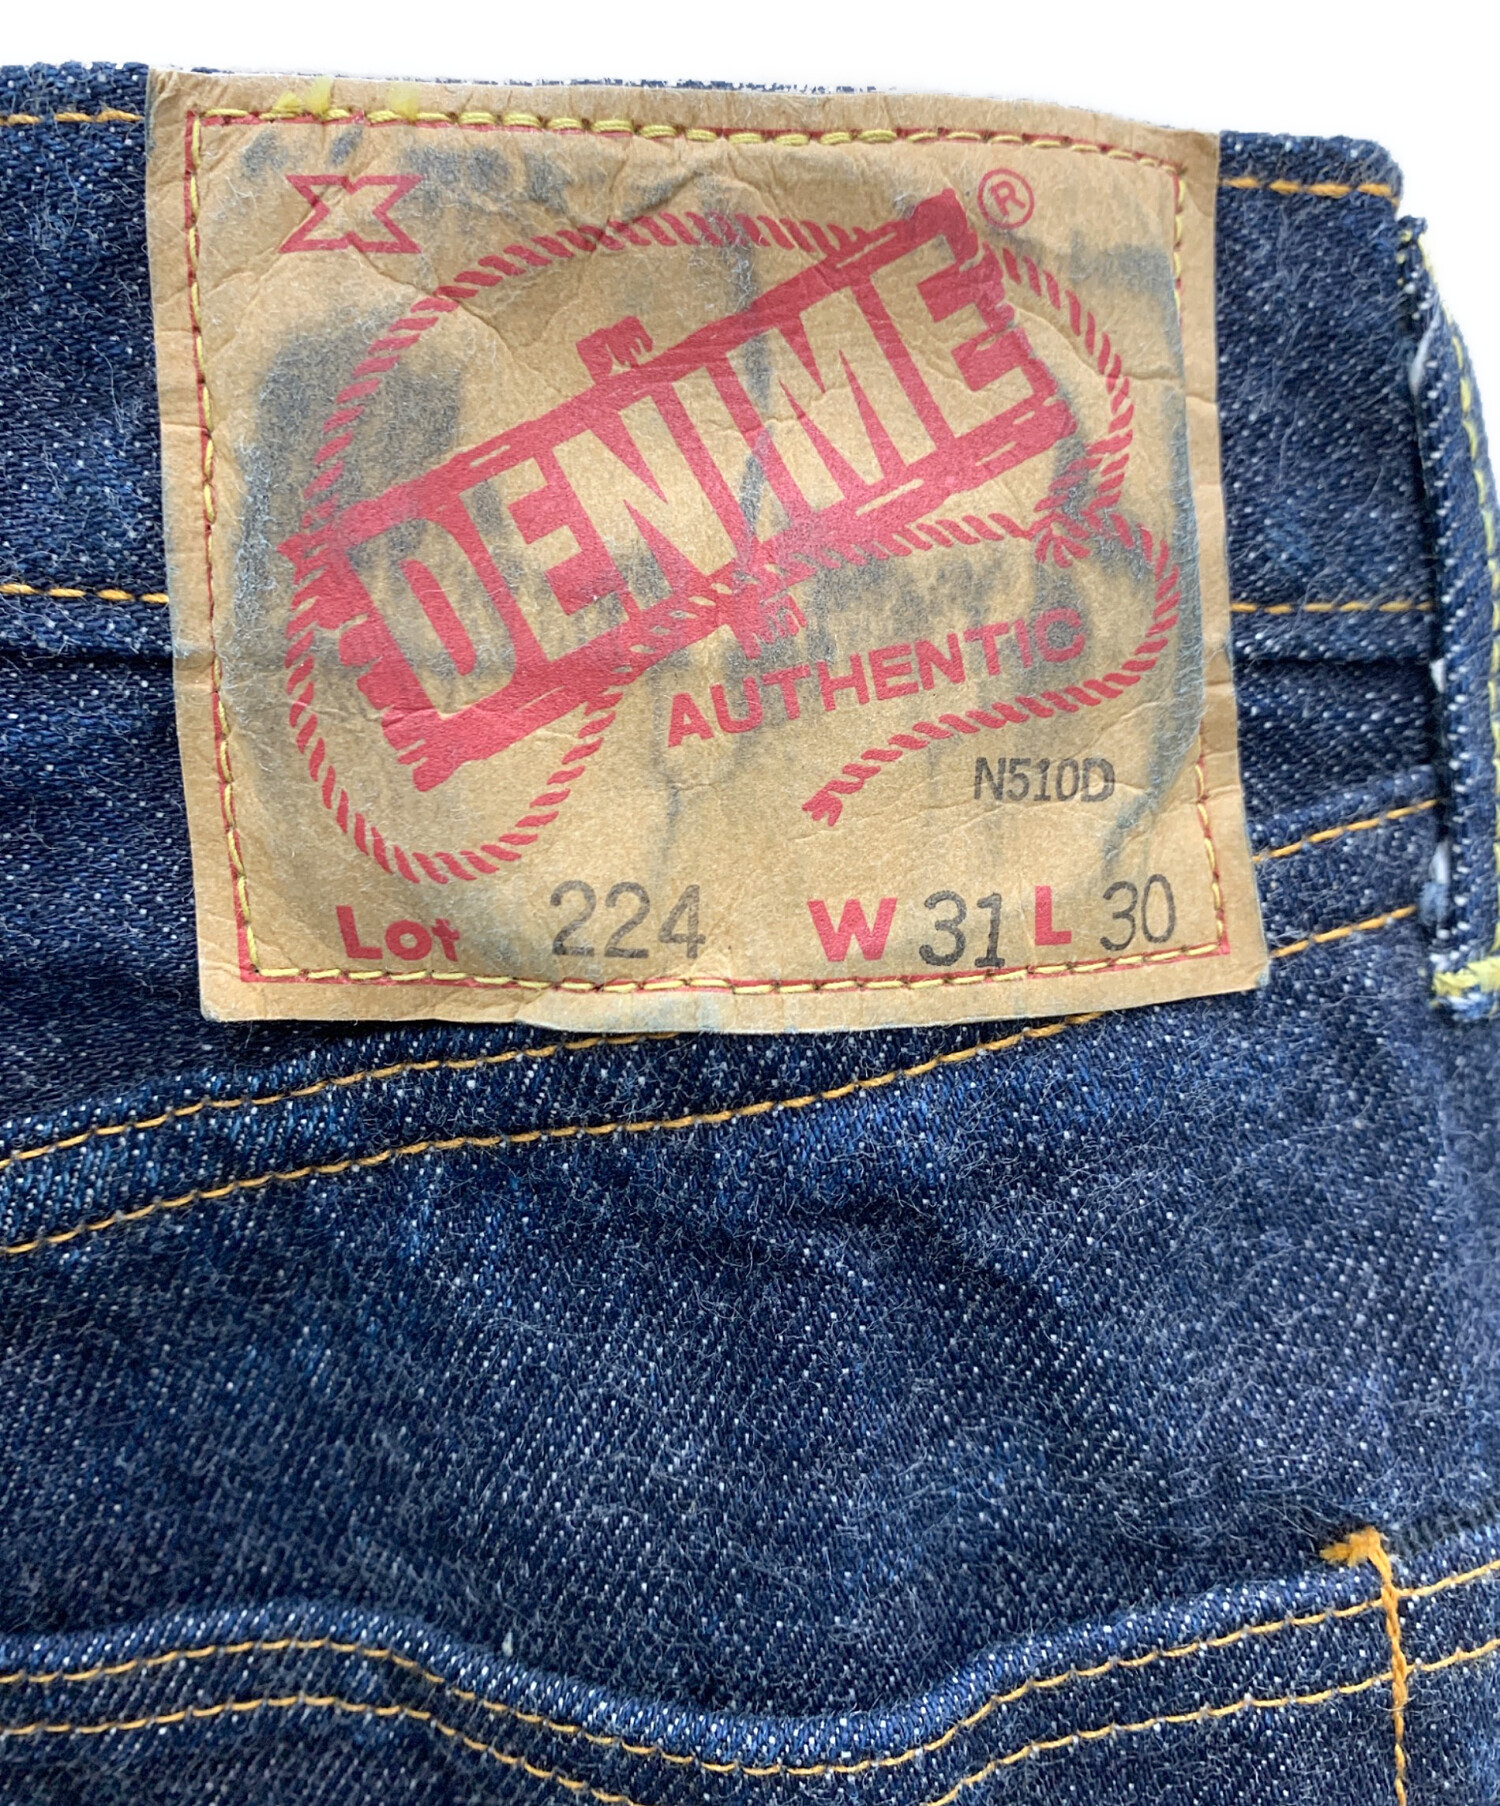 X
DENIME ®
AUTHENTIC
N510D
Lot 224 W 31 L 30